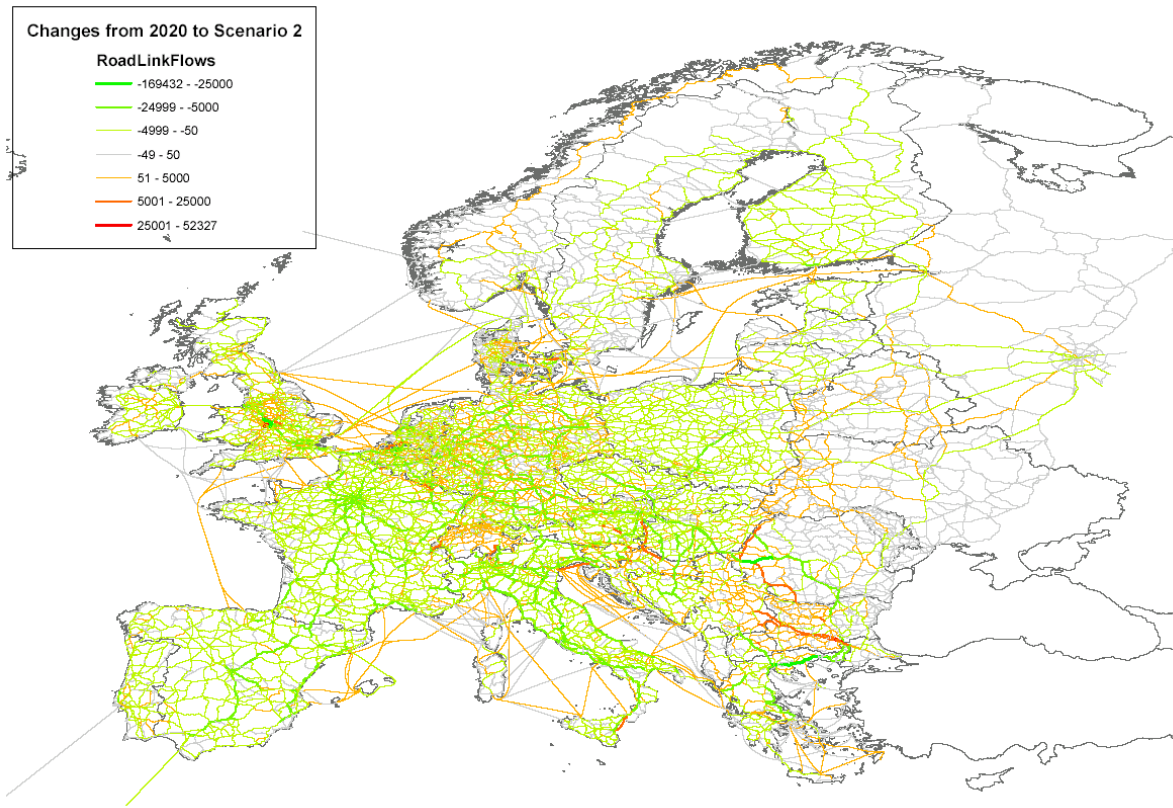 Changes from 2020 to Scenario 2
RoadLinkFlows
-169432 - -25000
-24999 - -5000
-4999 - -50
-49 - 50
51 - 5000
5001 - 25000
25001 - 52327